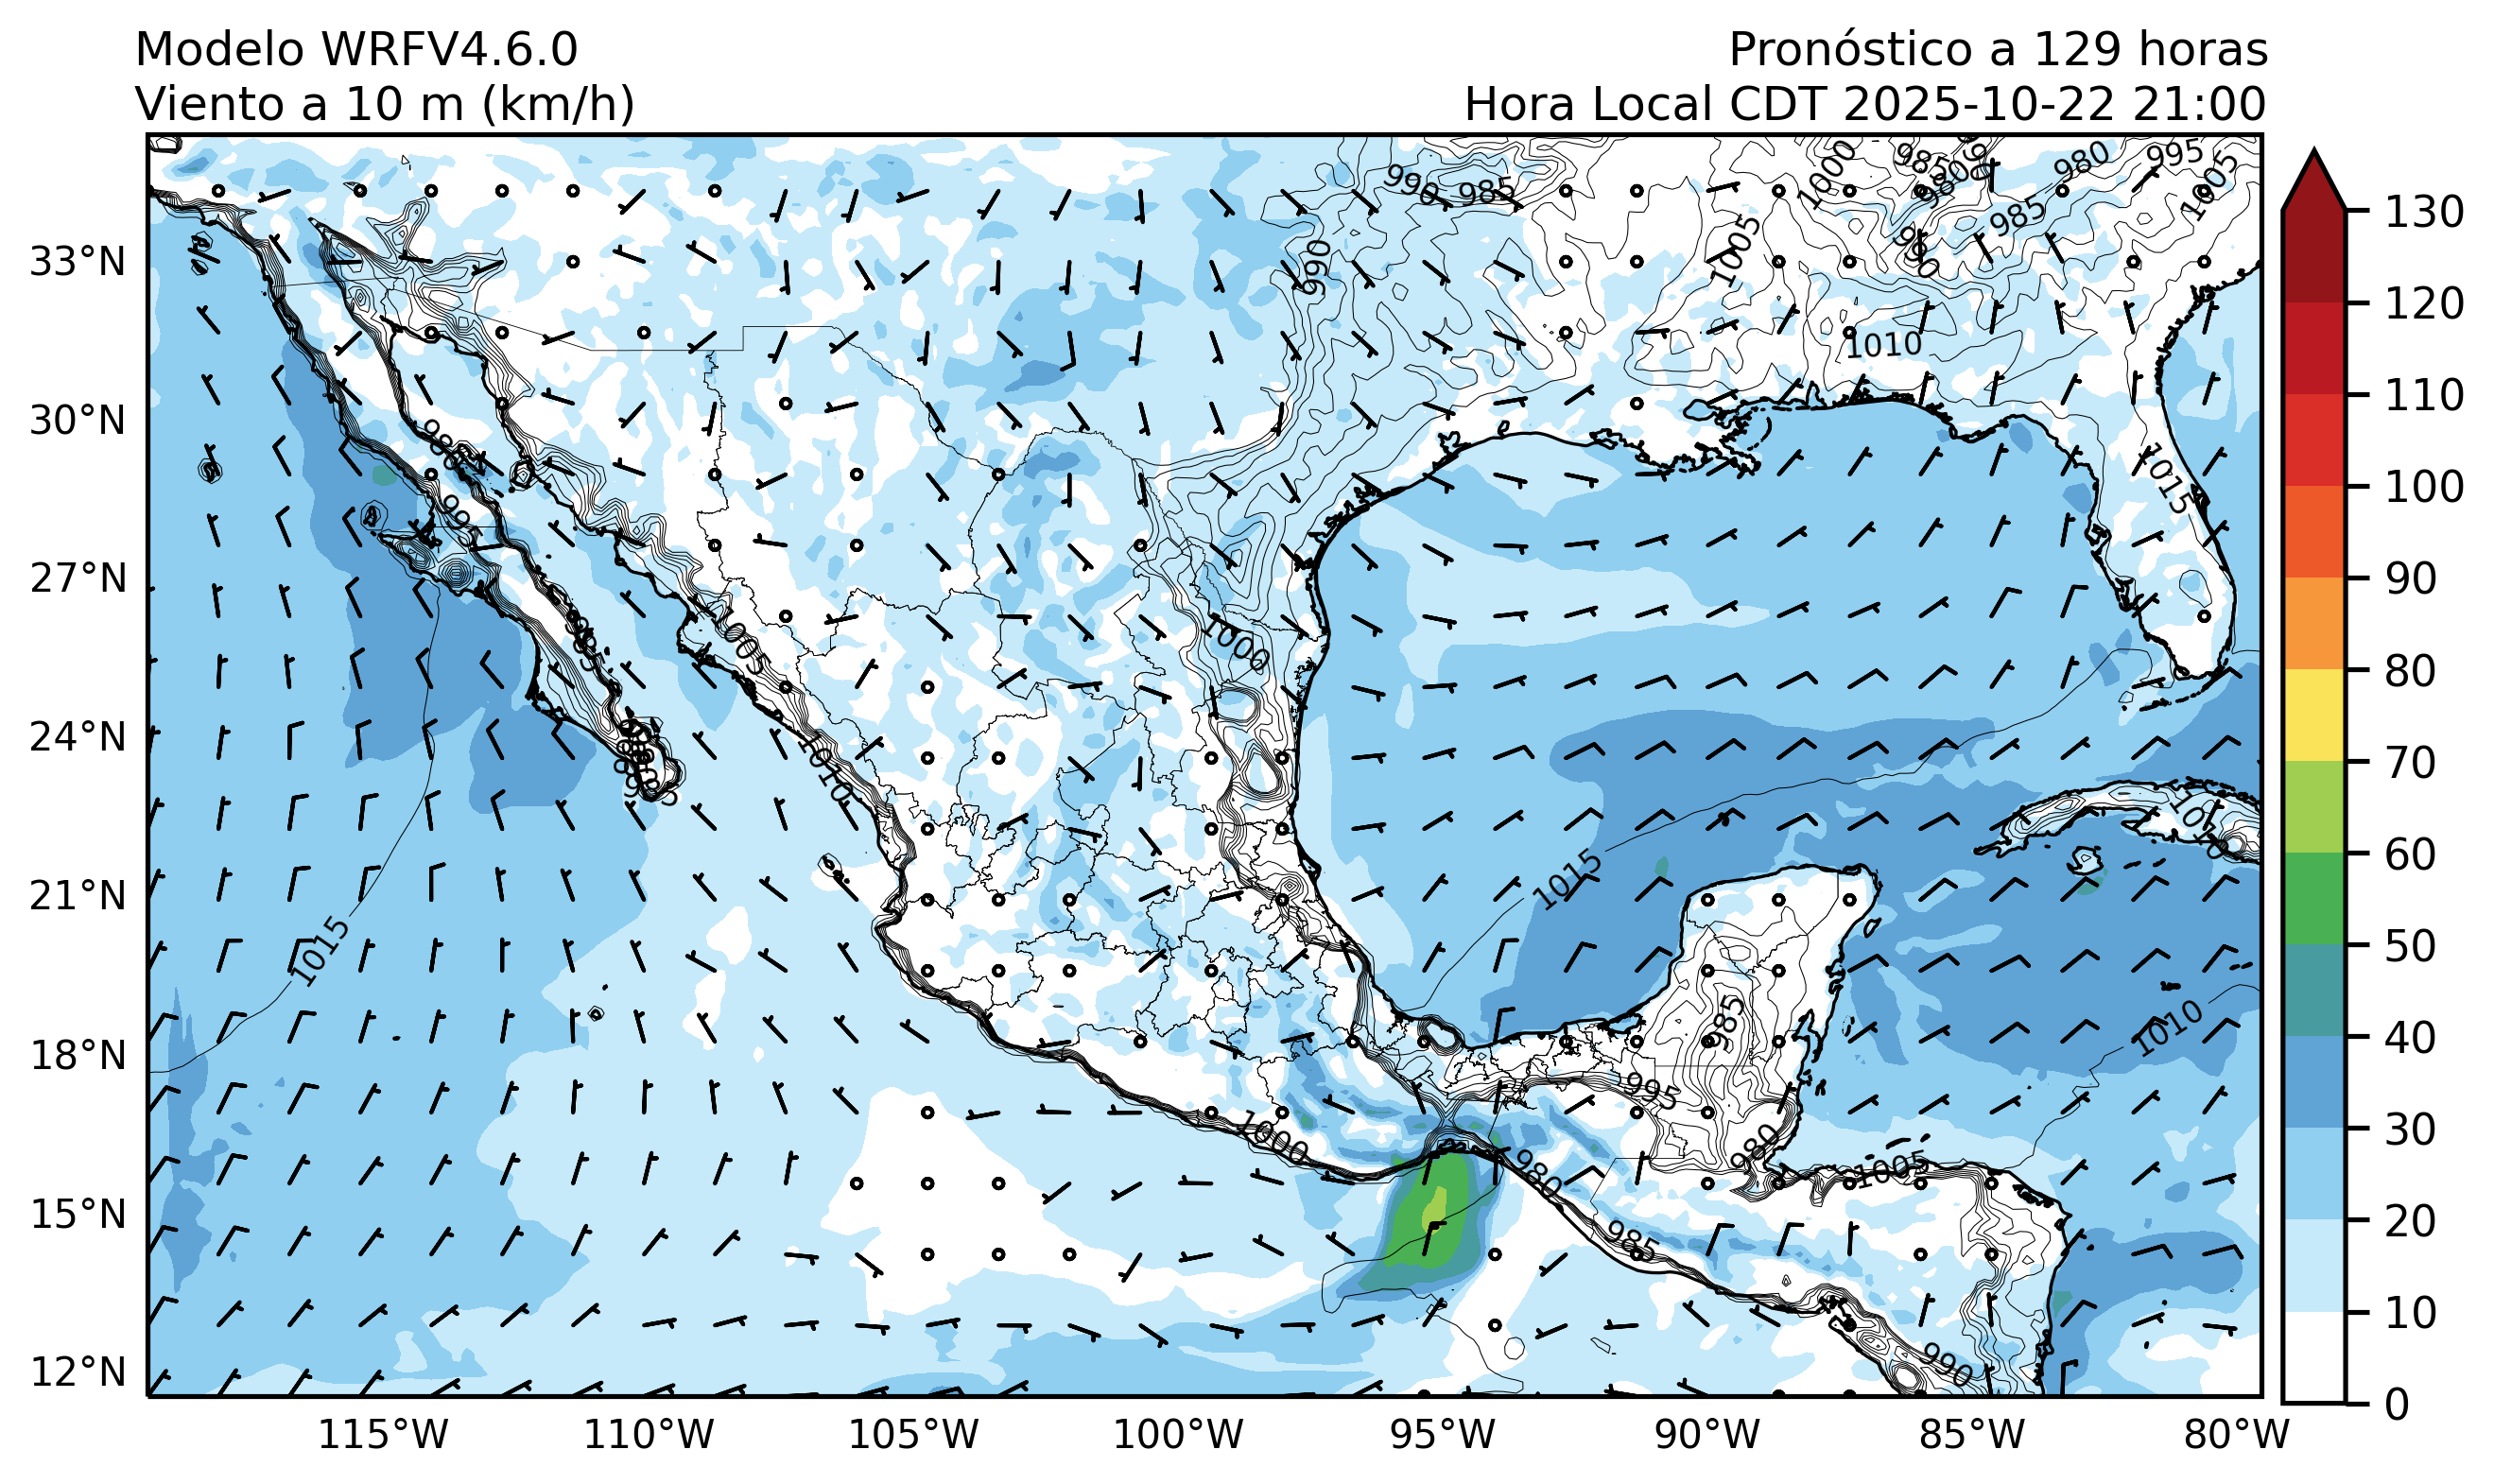 Modelo WRFV4.6.0
Pronóstico a 129 horas
Viento a 10 m (km/h)
Hora Local CDT 2025-10-22 21:00
33°N
30°N
27°N
24°N
21°N
18°N
15°N
12°N
115°W
110°W
105°W
100°W
95°W
90°W
85°W
80°W
130
120
110
100
90
80
70
60
50
40
30
20
10
0
990
985
1000
985
980
980
995
1005
985
990
1005
990
1010
1015
1000
1005
1010
1015
1015
1010
1010
985
995
980
1005
1000
980
985
990